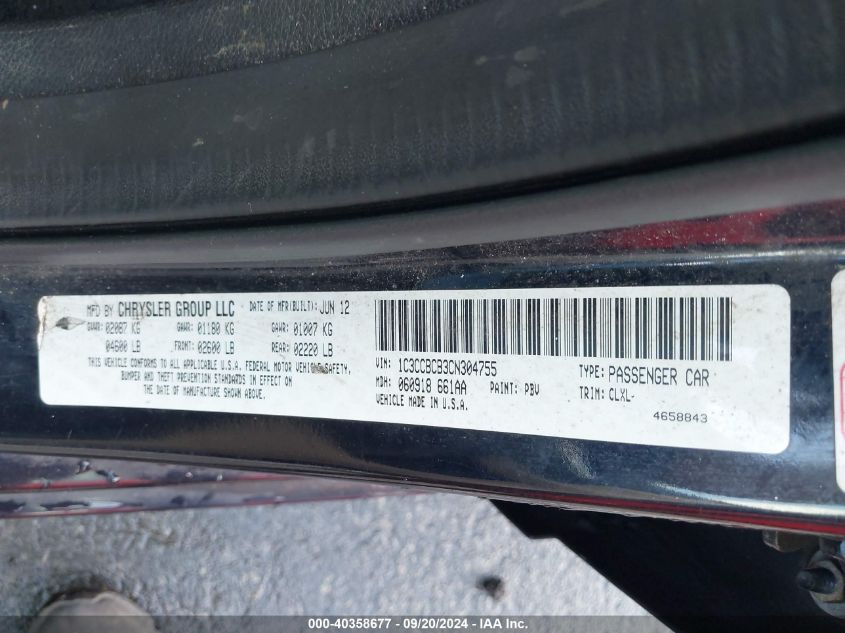 MFD BY CHRYSLER GROUP LLC DATE OF MFR(BUILT): JUN 12
GVWR: 02087 KG GAWR: 01180 KG GAWR: 01007 KG
04600 LB FRONT: 02600 LB REAR: 02220 LB
THIS VEHICLE CONFORMS TO ALL APPLICABLE U.S.A. FEDERAL MOTOR VEHICLE SAFETY,
BUMPER AND THEFT PREVENTION STANDARDS IN EFFECT ON
THE DATE OF MANUFACTURE SHOWN ABOVE.
VIN: 1C3CCBCB3CN304755 TYPE: PASSENGER CAR
MDH: 060918 661AA PAINT: PBV TRIM: CLXL-
VEHICLE MADE IN U.S.A.
4658843
000-40358677 - 09/20/2024 - IAA Inc.